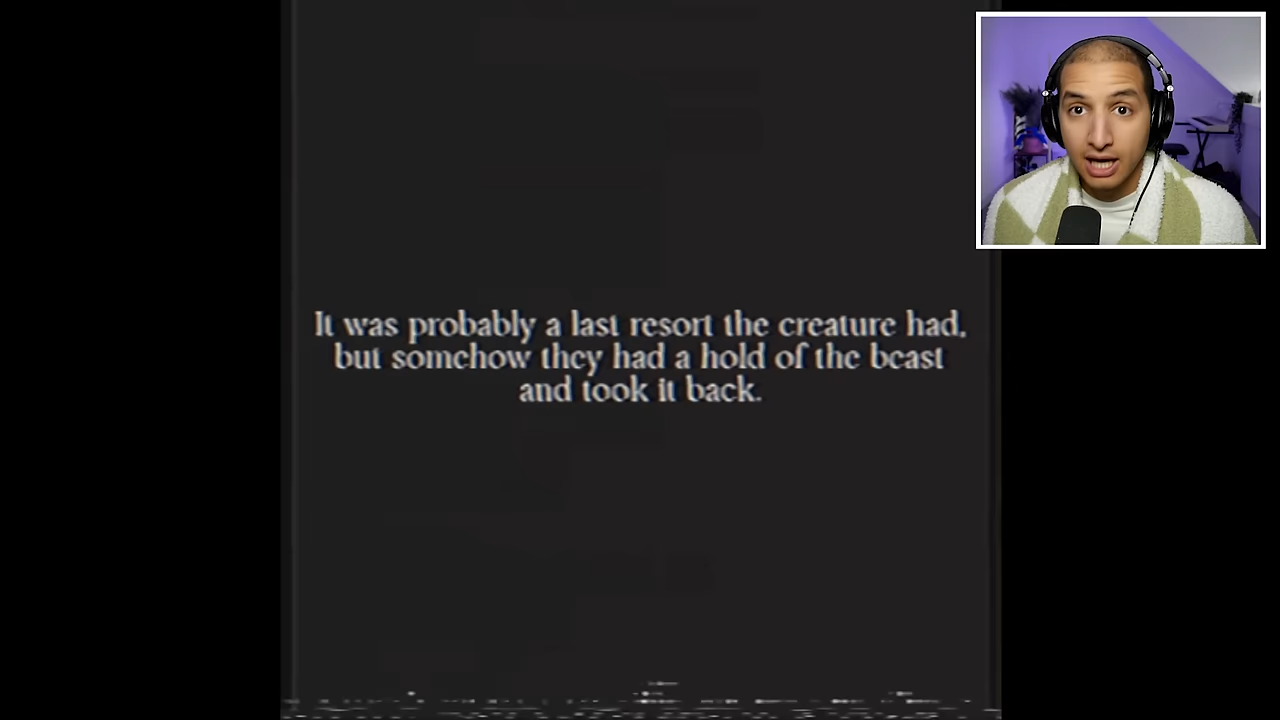 It was probably a last resort the creature had,
but somehow they had a hold of the beast
and took it back.